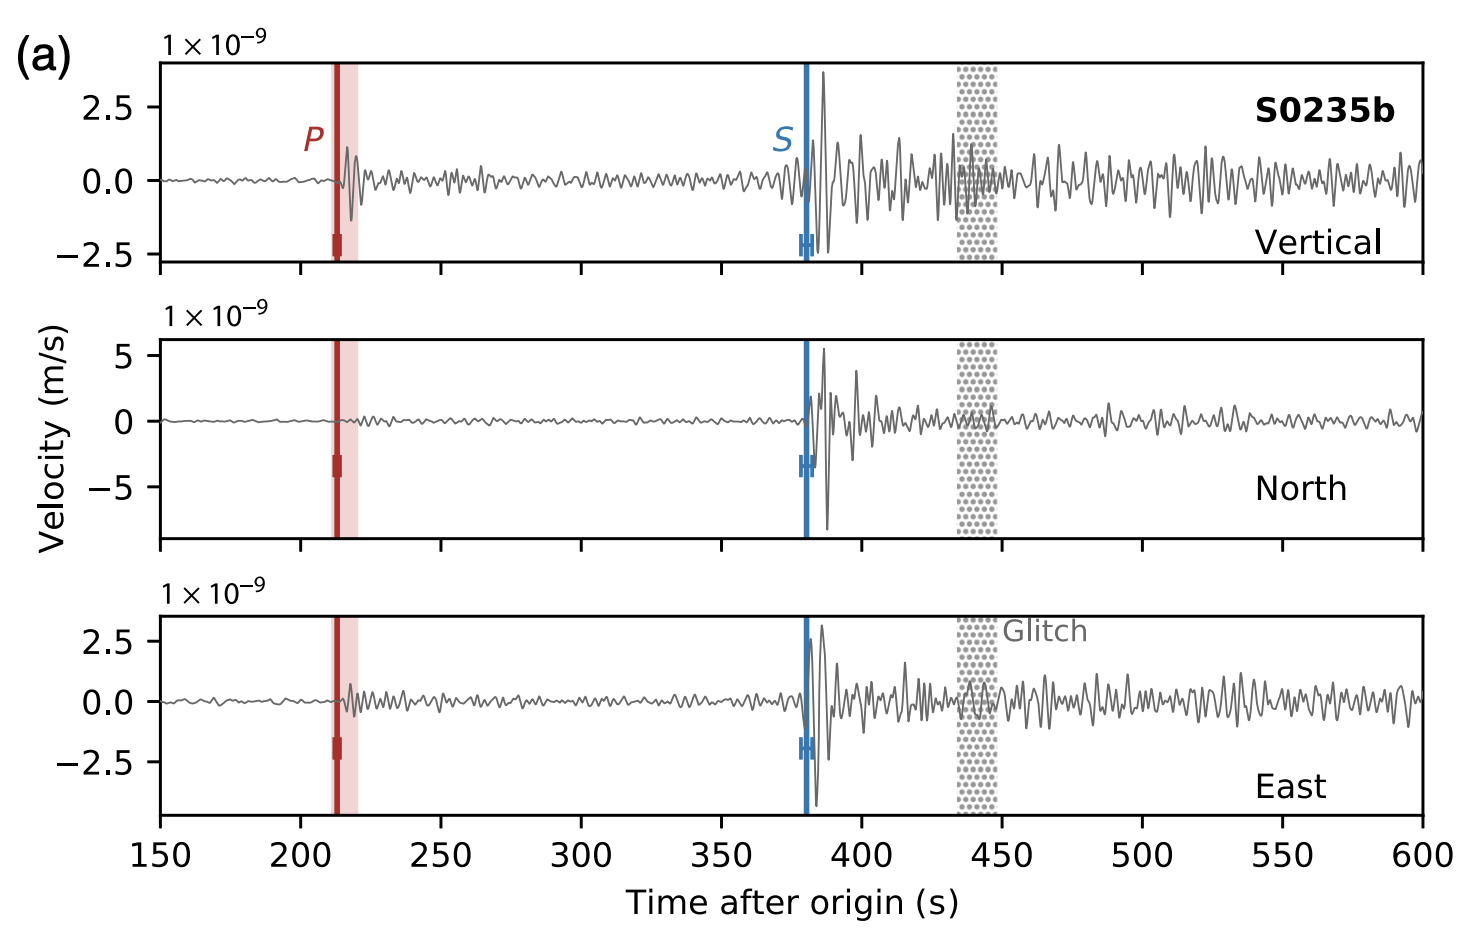 (a)
1 × 10⁻⁹
2.5
0.0
−2.5
P
S
S0235b
Vertical
1 × 10⁻⁹
5
0
−5
North
Velocity (m/s)
1 × 10⁻⁹
2.5
0.0
−2.5
Glitch
East
150 200 250 300 350 400 450 500 550 600
Time after origin (s)